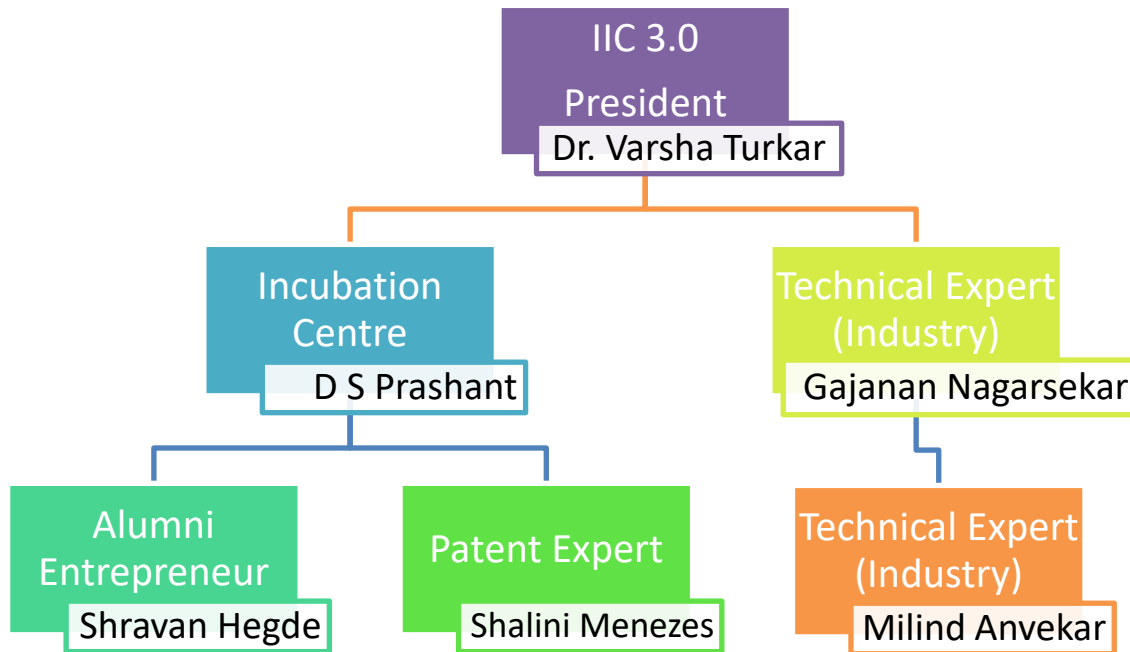 IIC 3.0
President
Dr. Varsha Turkar
Incubation
Centre
D S Prashant
Technical Expert
(Industry)
Gajanan Nagarsekar
Alumni
Entrepreneur
Shravan Hegde
Patent Expert
Shalini Menezes
Technical Expert
(Industry)
Milind Anvekar